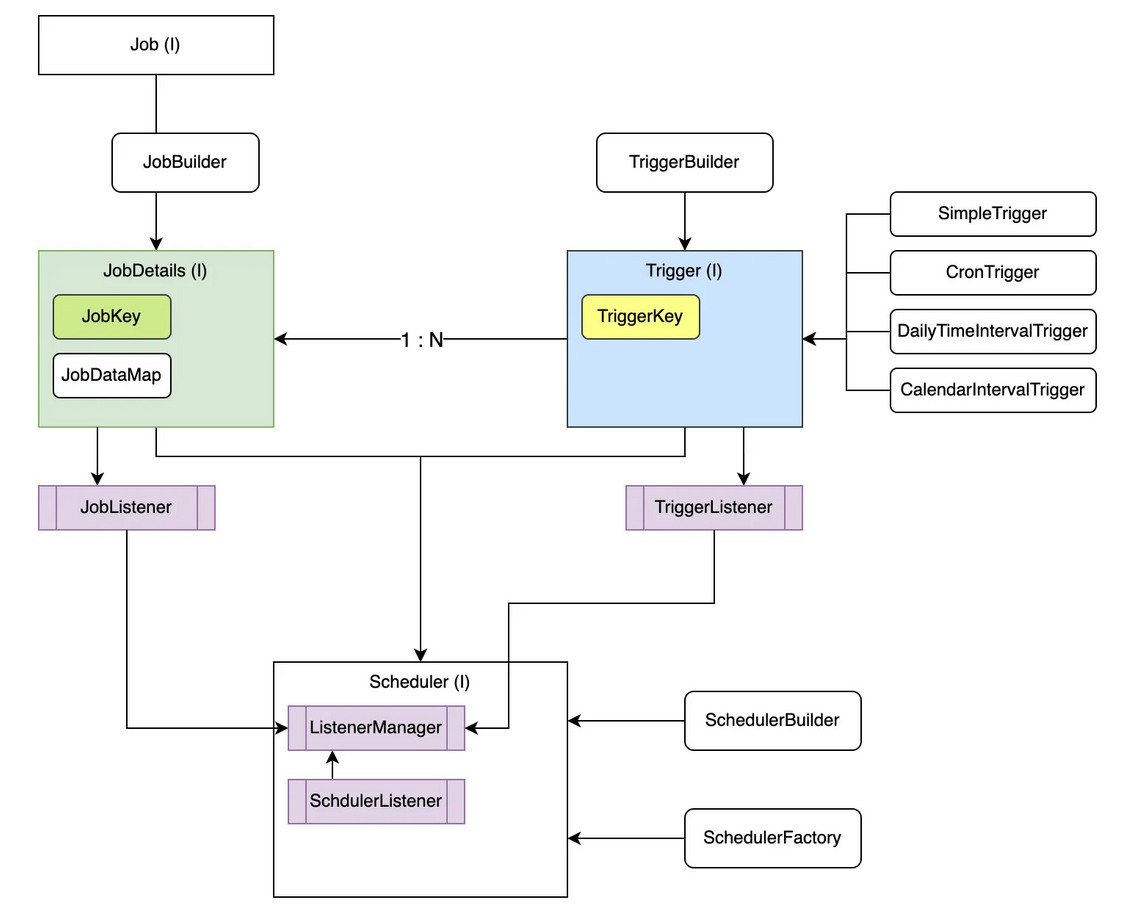 Job (I)
JobBuilder
TriggerBuilder
SimpleTrigger
JobDetails (I)
Trigger (I)
CronTrigger
JobKey
TriggerKey
DailyTimeIntervalTrigger
1 : N
JobDataMap
CalendarIntervalTrigger
JobListener
TriggerListener
Scheduler (I)
ListenerManager
SchedulerBuilder
SchdulerListener
SchedulerFactory